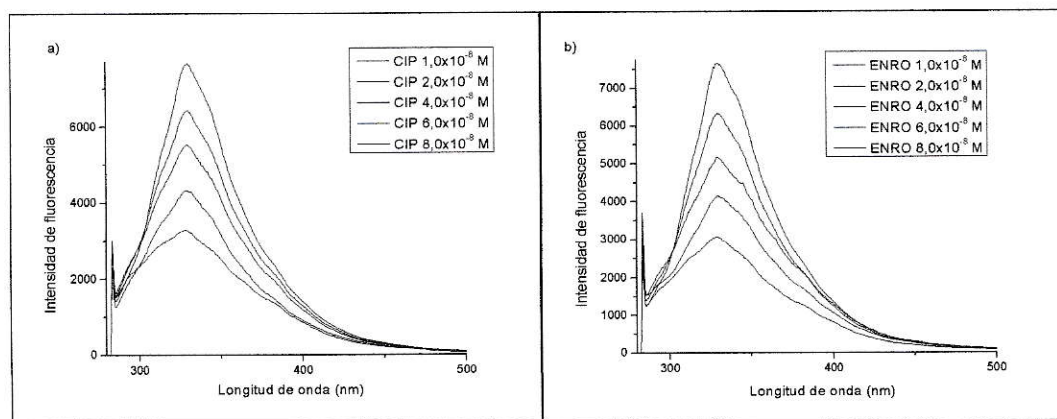 a)
CIP 1,0x10⁻⁸ M
CIP 2,0x10⁻⁸ M
CIP 4,0x10⁻⁸ M
CIP 6,0x10⁻⁸ M
CIP 8,0x10⁻⁸ M
Intensidad de fluorescencia
6000
4000
2000
0
300
400
500
Longitud de onda (nm)
b)
ENRO 1,0x10⁻⁸ M
ENRO 2,0x10⁻⁸ M
ENRO 4,0x10⁻⁸ M
ENRO 6,0x10⁻⁸ M
ENRO 8,0x10⁻⁸ M
Intensidad de fluorescencia
7000
6000
5000
4000
3000
2000
1000
0
300
400
500
Longitud de onda (nm)